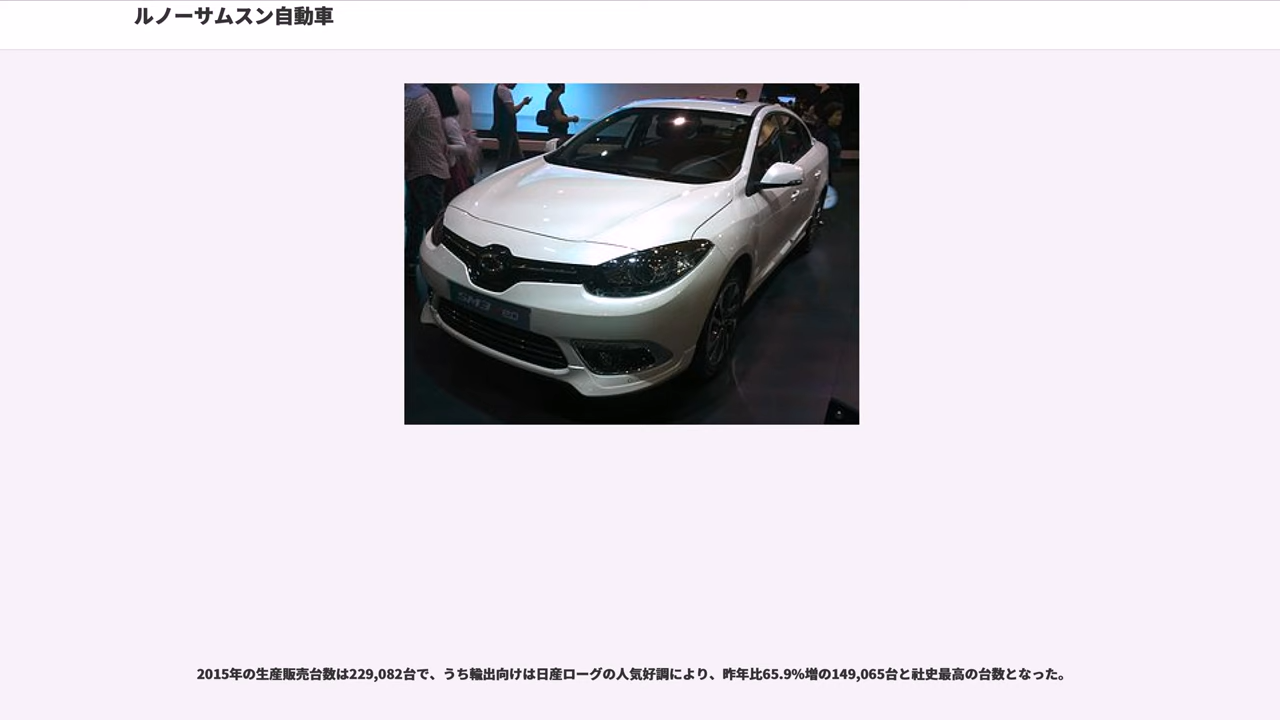 ルノーサムスン自動車
SM3
2015年の生産販売台数は229,082台で、うち輸出向けは日産ローグの人気好調により、昨年比65.9%増の149,065台と社史最高の台数となった。